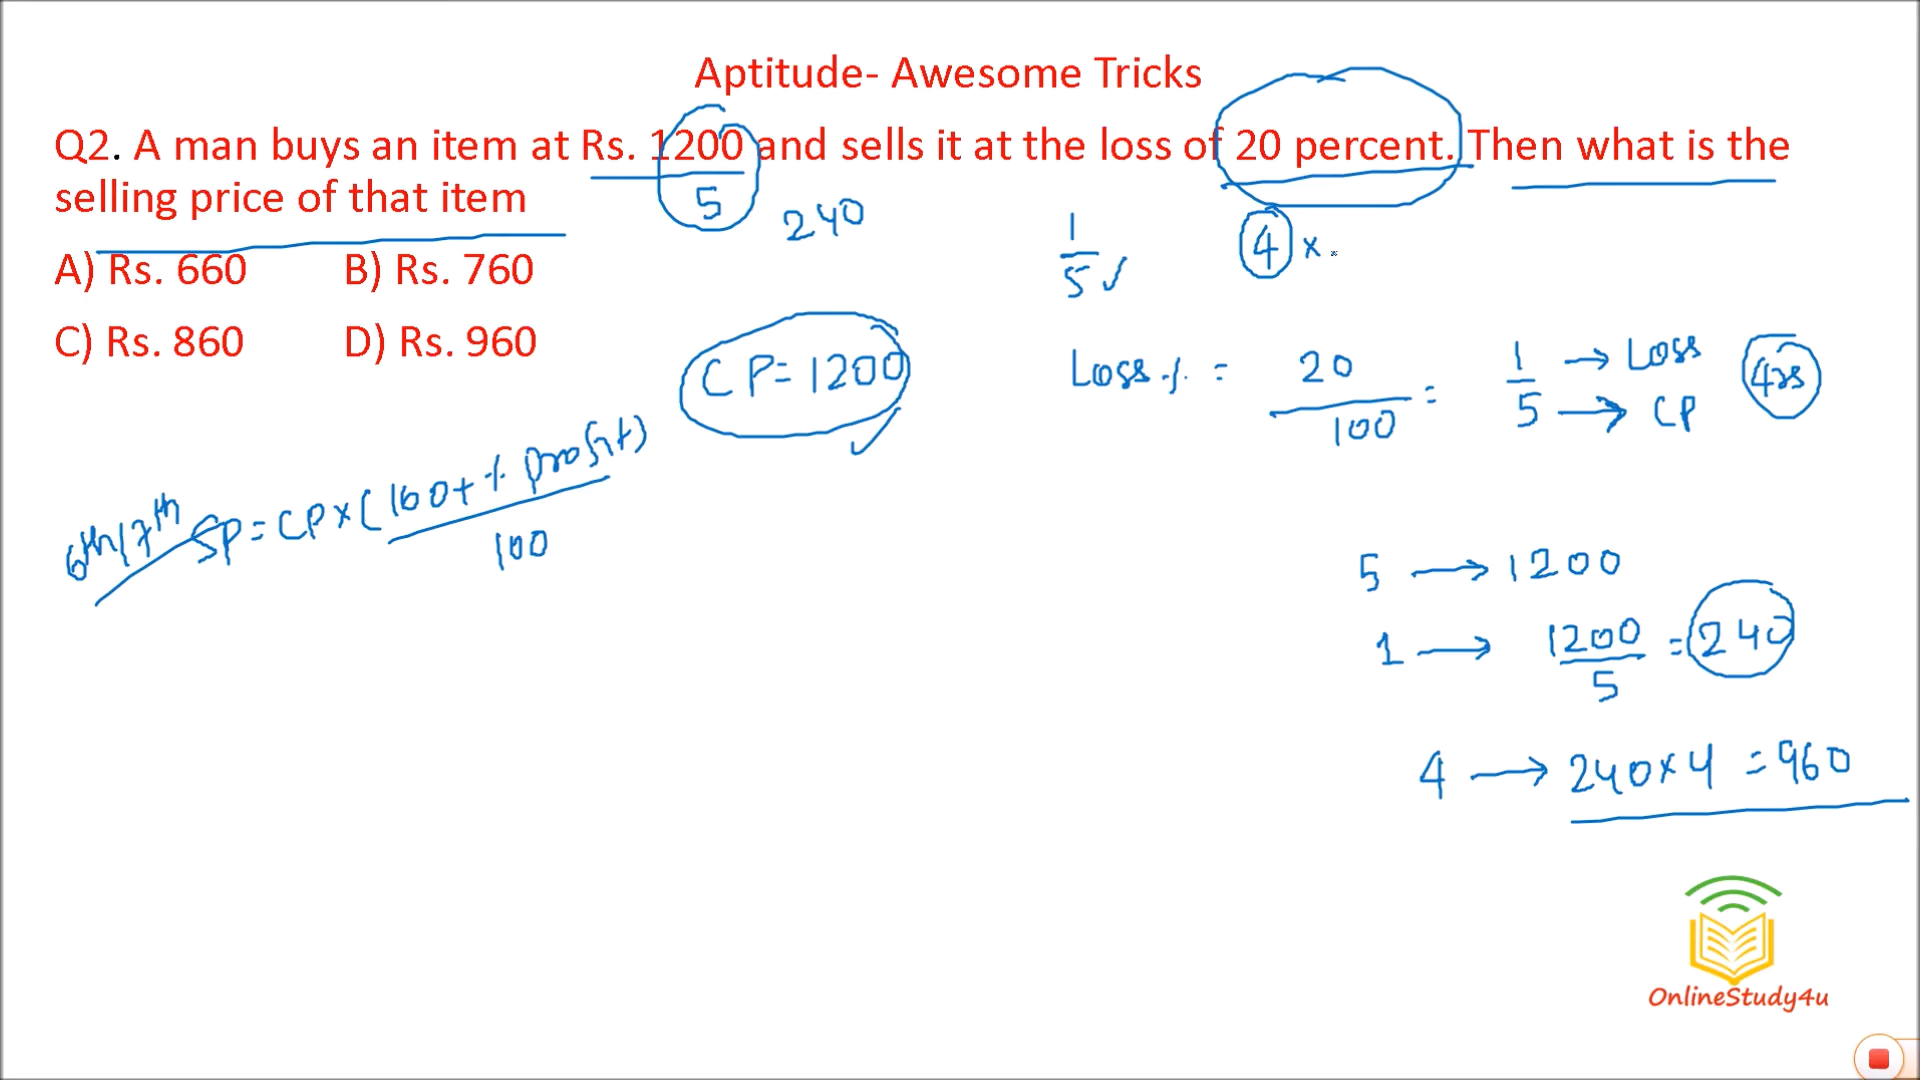 Aptitude- Awesome Tricks
Q2. A man buys an item at Rs. 1200 and sells it at the loss of 20 percent. Then what is the
selling price of that item
5
240
1
5 ✓
4 ×
A) Rs. 660 B) Rs. 760
C) Rs. 860 D) Rs. 960
CP=1200
Loss % = 20/100 = 1/5
→ Loss
→ CP
4rs
6th/7th SP = CP × (100 + % profit)
100
5 → 1200
1 → 1200/5 = 240
4 → 240×4 = 960
OnlineStudy4u